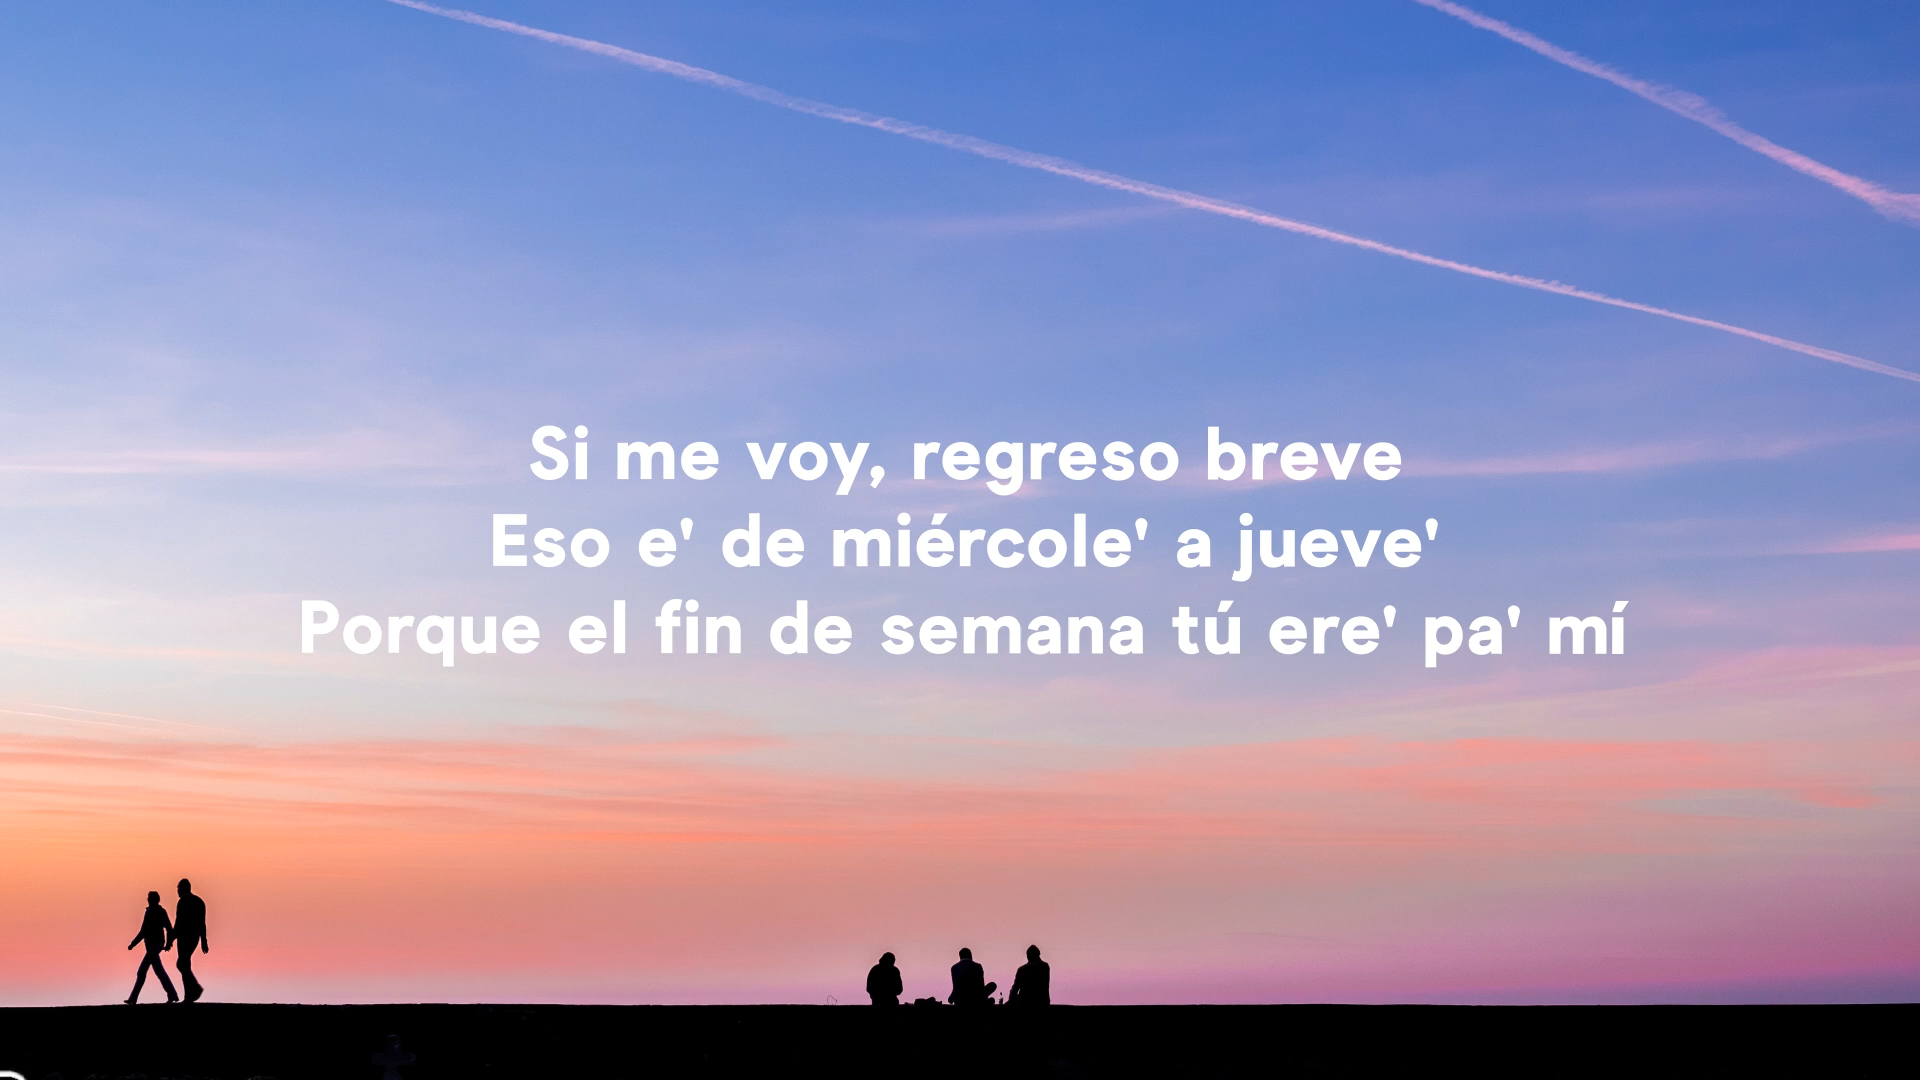 Si me voy, regreso breve
Eso e' de miércole' a jueve'
Porque el fin de semana tú ere' pa' mí